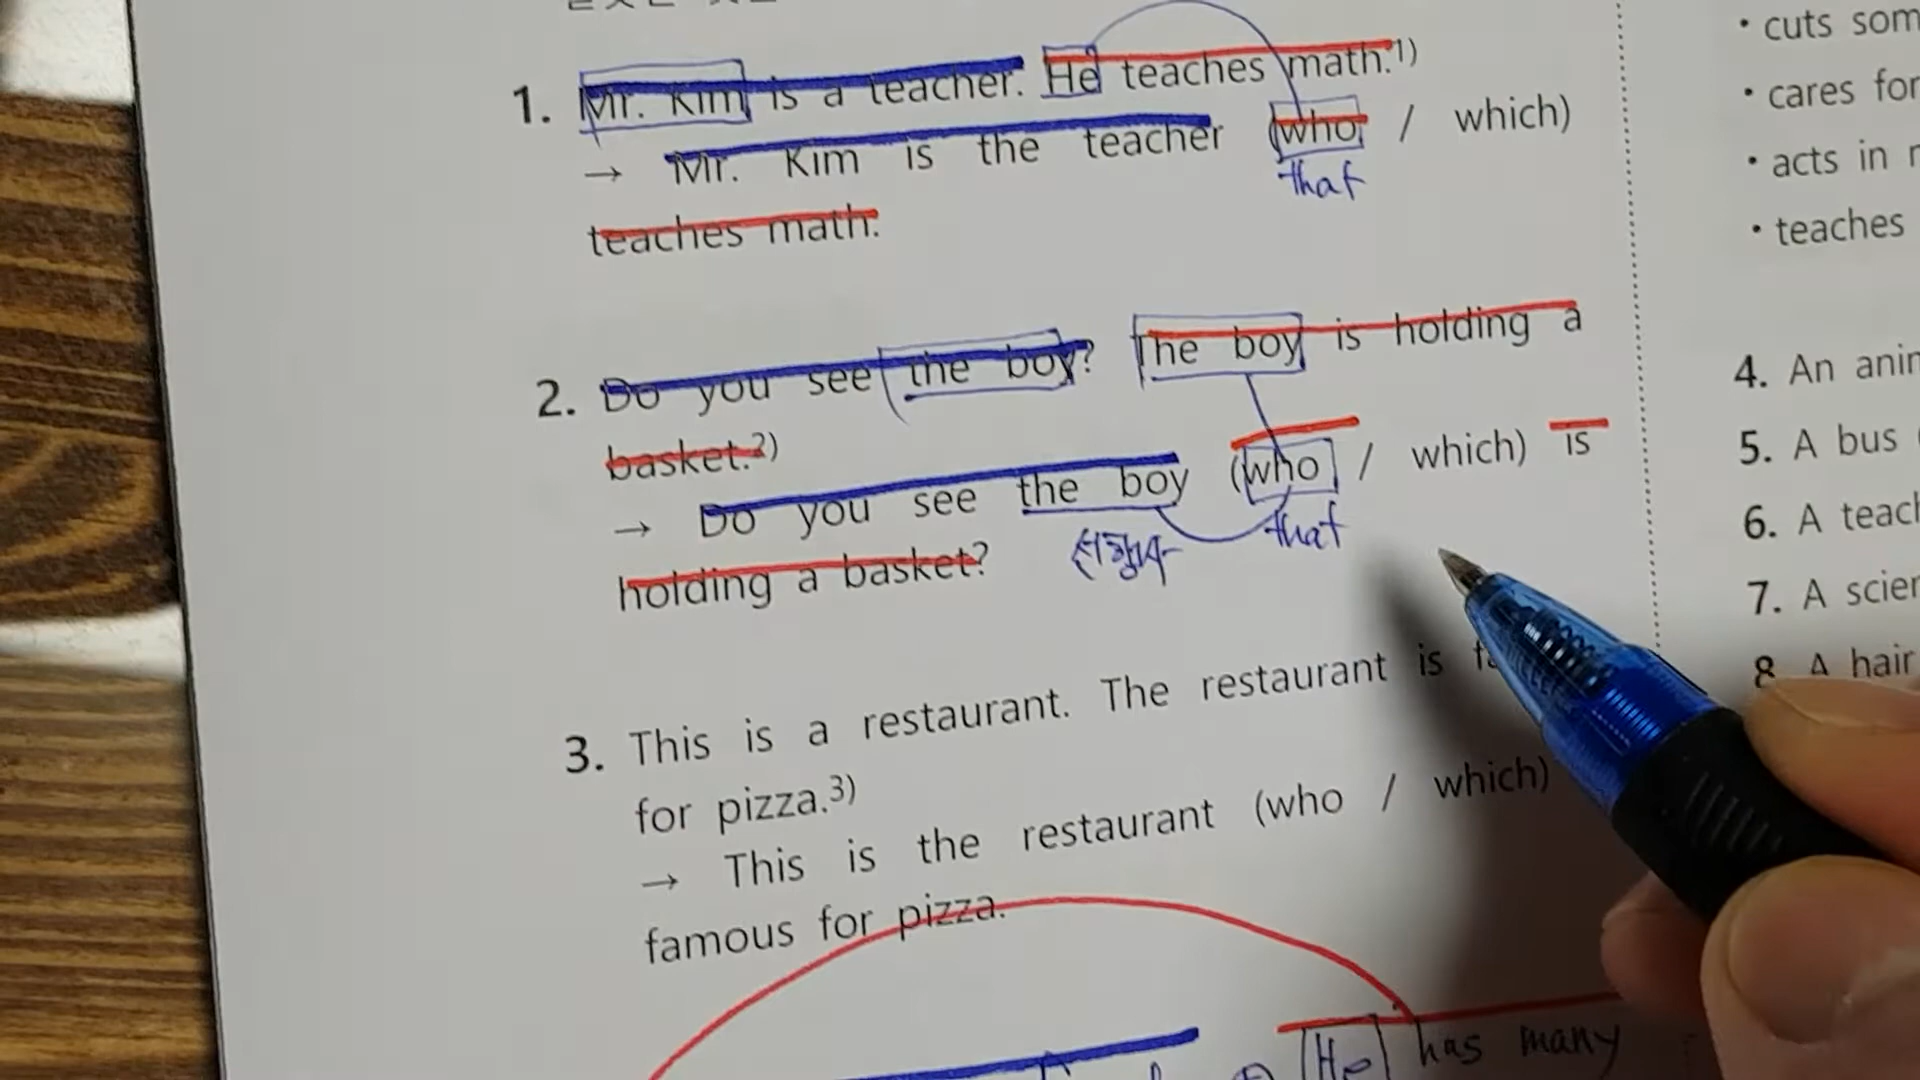 1. Mr. Kim is a teacher. He teaches math.1)
→ Mr. Kim is the teacher (who / which)
that
teaches math.
2. Do you see the boy? The boy is holding a
basket.2)
→ Do you see the boy (who / which) is
선행사 that
holding a basket?
3. This is a restaurant. The restaurant is
for pizza.3)
→ This is the restaurant (who / which)
famous for pizza.
He has many
• cuts som
• cares for
• acts in
• teaches
4. An anim
5. A bus
6. A teach
7. A scien
8. A hair